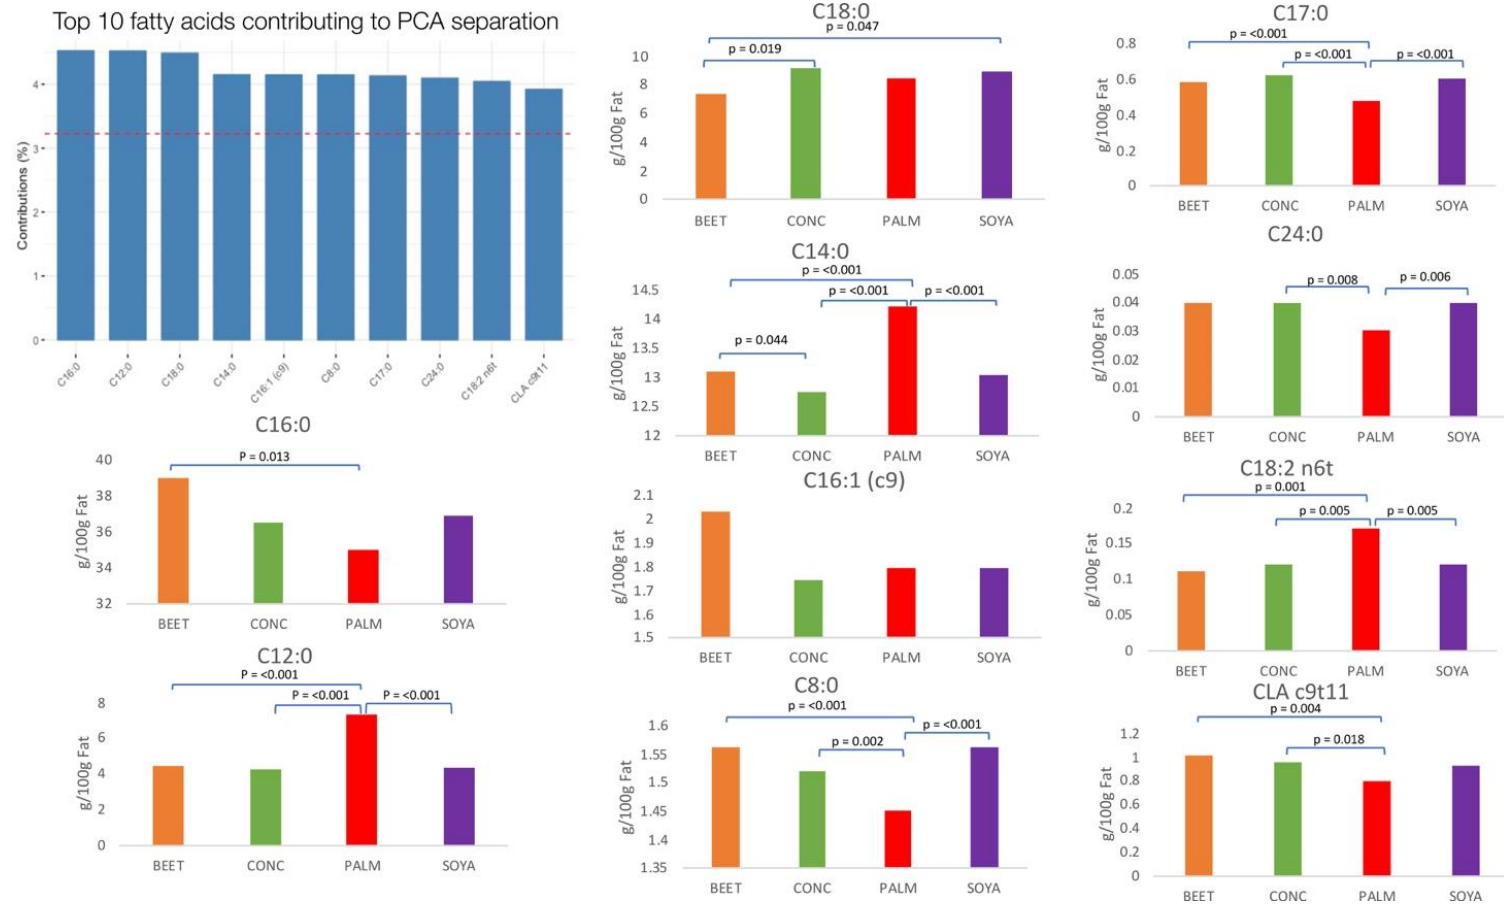 Top 10 fatty acids contributing to PCA separation
Contributions (%)
4
3
2
1
0
C16:0 C12:0 C18:0 C14:0 C16:1 (c9) C8:0 C17:0 C24:0 C18:2 n6t CLA c9t11
C16:0
P = 0.013
g/100g Fat
40
38
36
34
32
BEET CONC PALM SOYA
C12:0
P = <0.001
P = <0.001 P = <0.001
g/100g Fat
8
6
4
2
0
BEET CONC PALM SOYA
C18:0
p = 0.047
p = 0.019
g/100g Fat
10
8
6
4
2
0
BEET CONC PALM SOYA
C14:0
p = <0.001
p = <0.001 p = <0.001
p = 0.044
g/100g Fat
14.5
14
13.5
13
12.5
12
BEET CONC PALM SOYA
C16:1 (c9)
g/100g Fat
2.1
2
1.9
1.8
1.7
1.6
1.5
BEET CONC PALM SOYA
C8:0
p = <0.001
p = <0.001
p = 0.002
g/100g Fat
1.6
1.55
1.5
1.45
1.4
1.35
BEET CONC PALM SOYA
C17:0
p = <0.001
p = <0.001 p = <0.001
g/100g Fat
0.8
0.6
0.4
0.2
0
BEET CONC PALM SOYA
C24:0
p = 0.008 p = 0.006
g/100g Fat
0.05
0.04
0.03
0.02
0.01
0
BEET CONC PALM SOYA
C18:2 n6t
p = 0.001
p = 0.005 p = 0.005
g/100g Fat
0.2
0.15
0.1
0.05
0
BEET CONC PALM SOYA
CLA c9t11
p = 0.004
p = 0.018
g/100g Fat
1.2
1
0.8
0.6
0.4
0.2
0
BEET CONC PALM SOYA